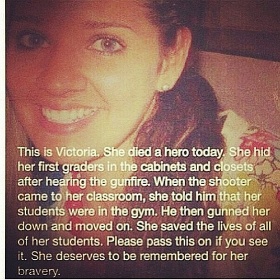 This is Victoria. She died a hero today. She hid
her first graders in the cabinets and closets
after hearing the gunfire. When the shooter
came to her classroom, she told him that her
students were in the gym. He then gunned her
down and moved on. She saved the lives of all
of her students. Please pass this on if you see
it. She deserves to be remembered for her
bravery.